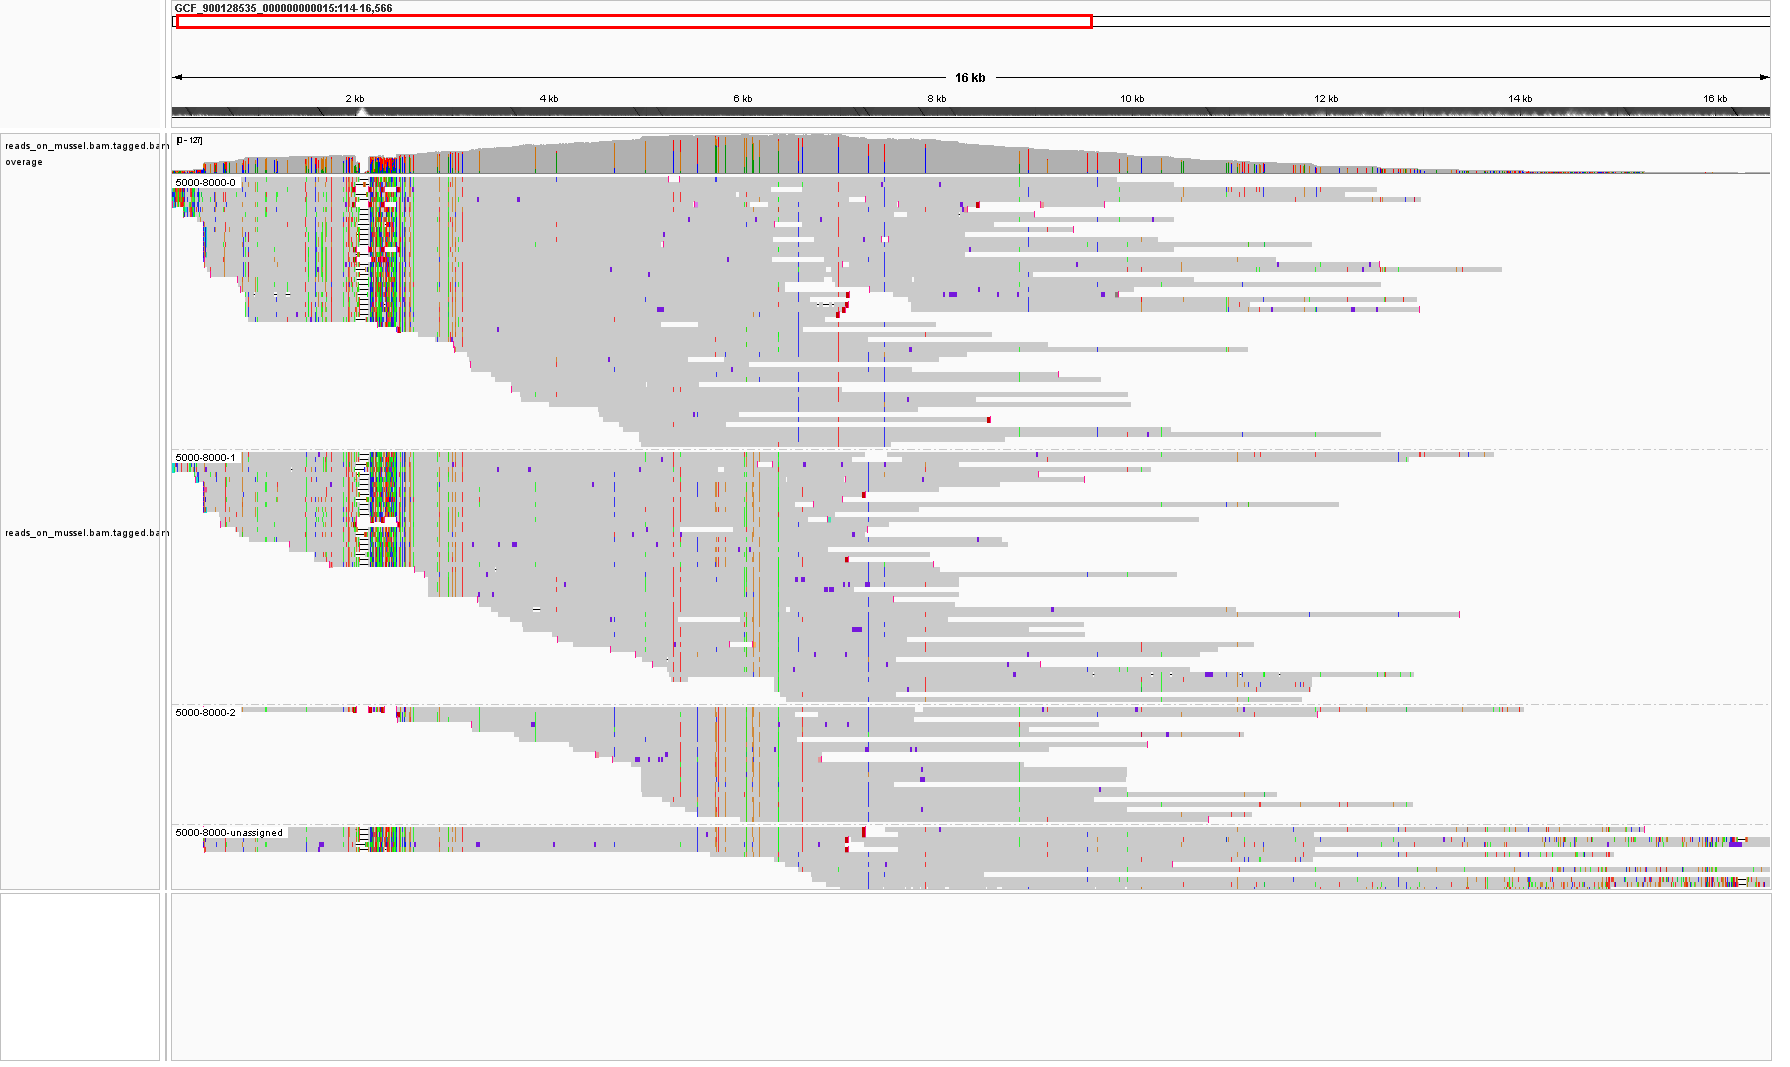 GCF_900128535_000000000015:114-16,566
16 kb
2 kb 4 kb 6 kb 8 kb 10 kb 12 kb 14 kb 16 kb
reads_on_mussel.bam.tagged.bam
overage
[0 - 127]
5000-8000-0
5000-8000-1
reads_on_mussel.bam.tagged.bam
5000-8000-2
5000-8000-unassigned